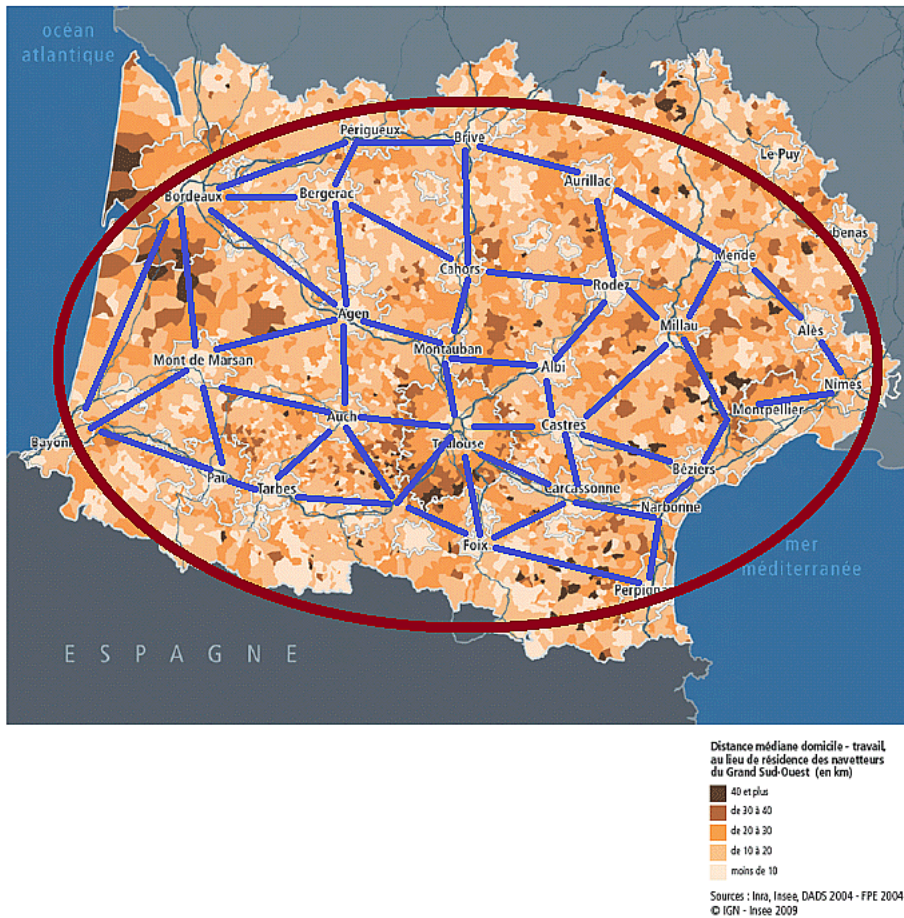 océan
atlantique
Périgueux
Brive
Le Puy
Aurillac
Bordeaux
Bergerac
Mende
Cahors
Rodez
Agen
Millau
Alès
Montauban
Mont de Marsan
Albi
Nîmes
Montpellier
Auch
Castres
Toulouse
Béziers
Pau
Tarbes
Carcassonne
Narbonne
Foix
mer
méditerranée
ESPAGNE
Distance médiane domicile - travail,
au lieu de résidence des navetteurs
du Grand Sud-Ouest (en km)
40 et plus
de 30 à 40
de 20 à 30
de 10 à 20
moins de 10
Sources : Inra, Insee, DADS 2004 - FPE 2004
© IGN - Insee 2009